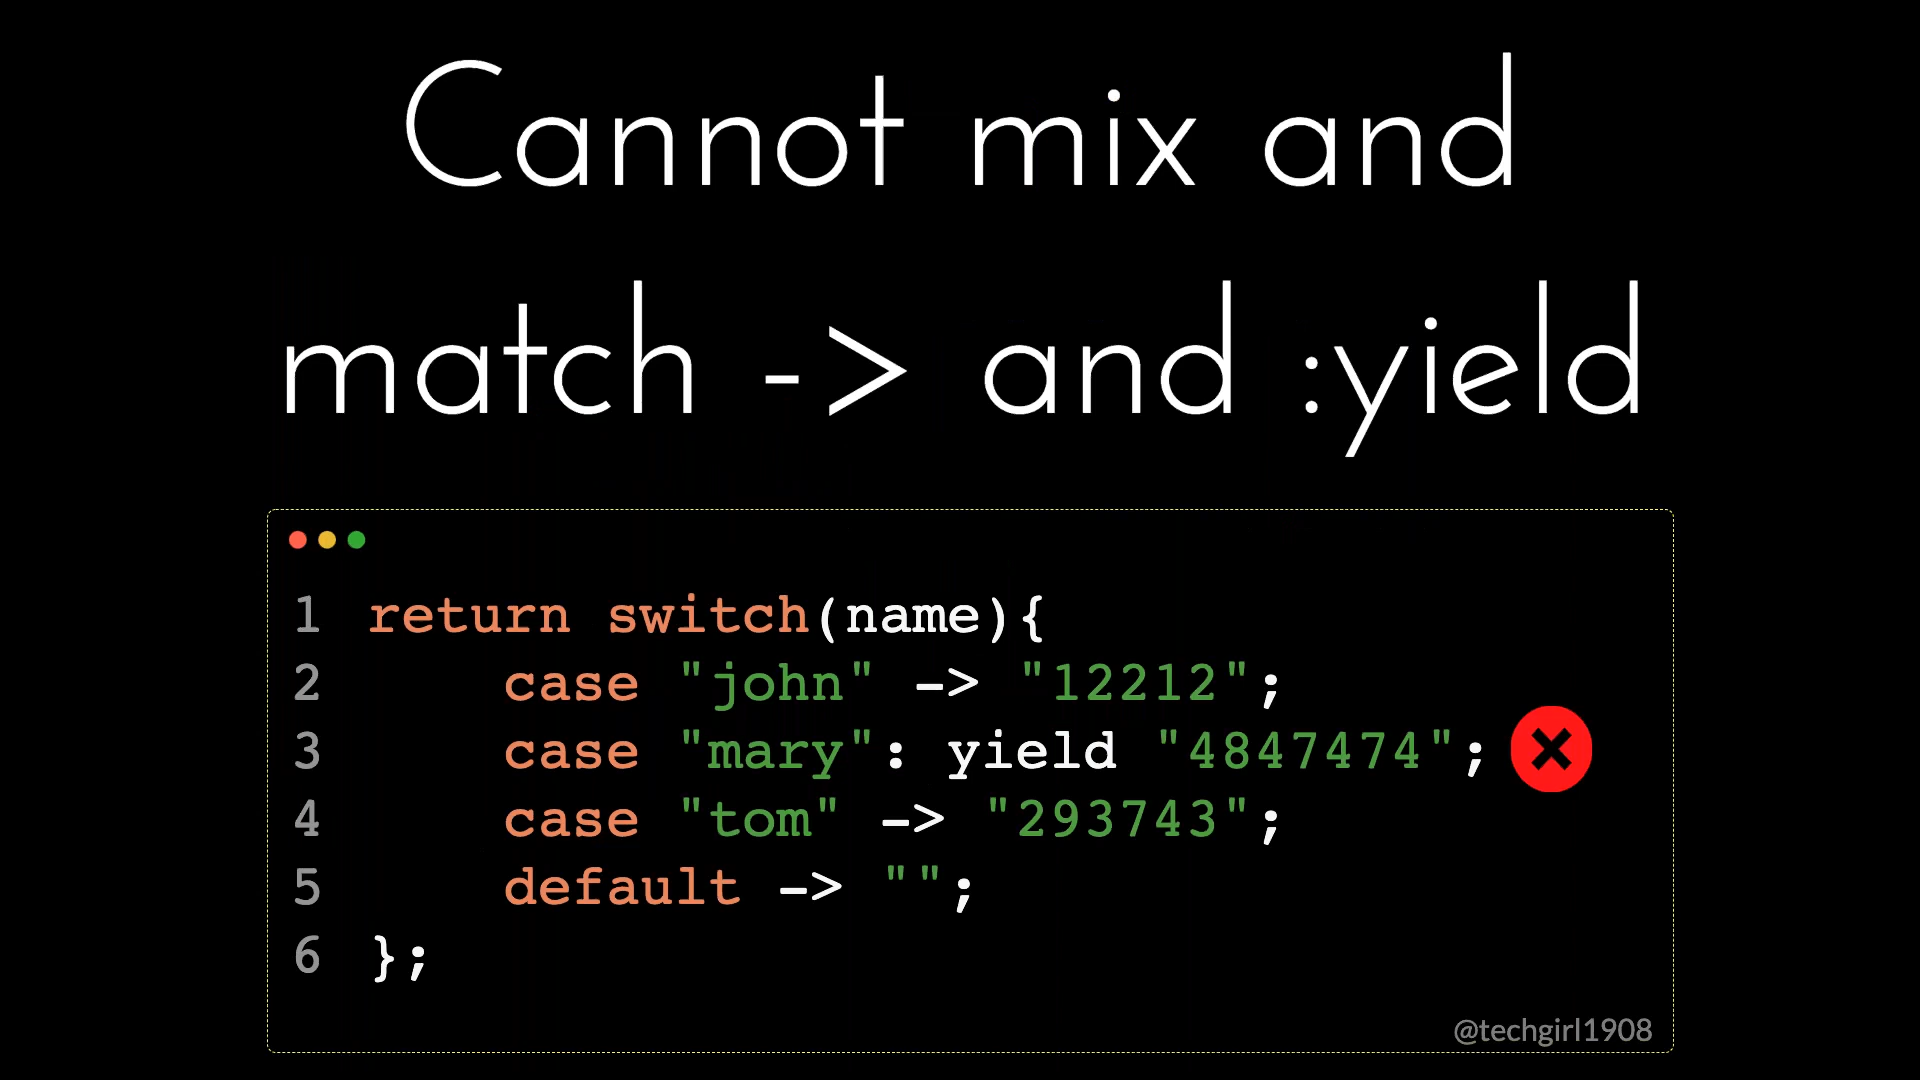 Cannot mix and
match -> and :yield
1 return switch(name){
2 case "john" -> "12212";
3 case "mary": yield "4847474";
4 case "tom" -> "293743";
5 default -> "";
6 };
@techgirl1908